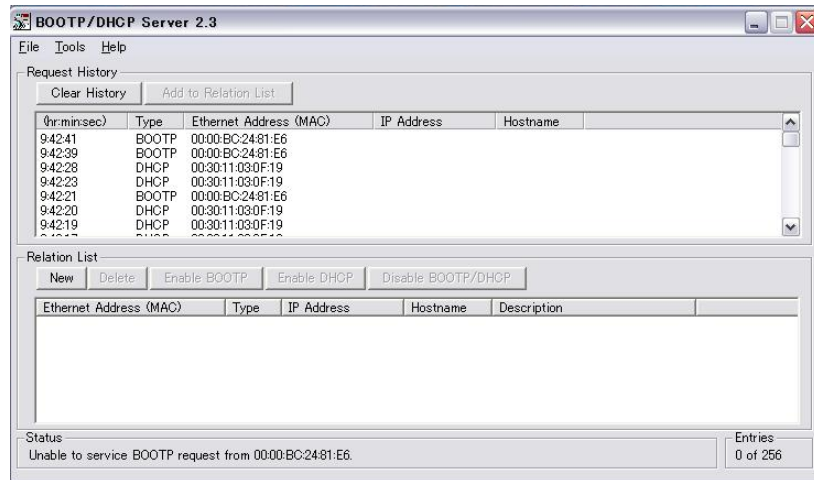 BOOTP/DHCP Server 2.3
File Tools Help
Request History
Clear History Add to Relation List
(hr:min:sec) Type Ethernet Address (MAC) IP Address Hostname
9:42:41 BOOTP 00:00:BC:24:81:E6
9:42:39 BOOTP 00:00:BC:24:81:E6
9:42:28 DHCP 00:30:11:03:0F:19
9:42:23 DHCP 00:30:11:03:0F:19
9:42:21 BOOTP 00:00:BC:24:81:E6
9:42:20 DHCP 00:30:11:03:0F:19
9:42:19 DHCP 00:30:11:03:0F:19
Relation List
New Delete Enable BOOTP Enable DHCP Disable BOOTP/DHCP
Ethernet Address (MAC) Type IP Address Hostname Description
Status
Unable to service BOOTP request from 00:00:BC:24:81:E6.
Entries
0 of 256